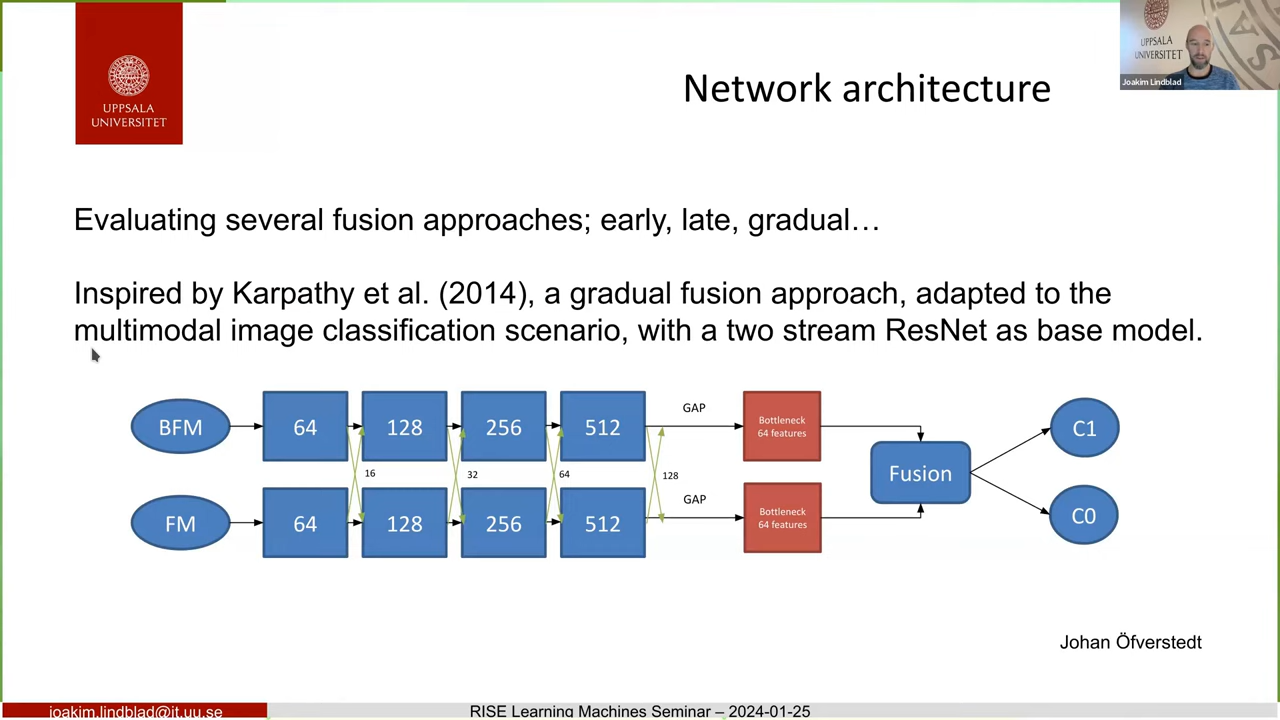 UPPSALA
UNIVERSITET
Network architecture
UPPSALA
UNIVERSITET
Joakim Lindblad
Evaluating several fusion approaches; early, late, gradual…
Inspired by Karpathy et al. (2014), a gradual fusion approach, adapted to the
multimodal image classification scenario, with a two stream ResNet as base model.
BFM
64
128
256
512
GAP
Bottleneck
64 features
C1
16
32
64
128
Fusion
FM
64
128
256
512
GAP
Bottleneck
64 features
C0
Johan Öfverstedt
joakim.lindblad@it.uu.se
RISE Learning Machines Seminar – 2024-01-25